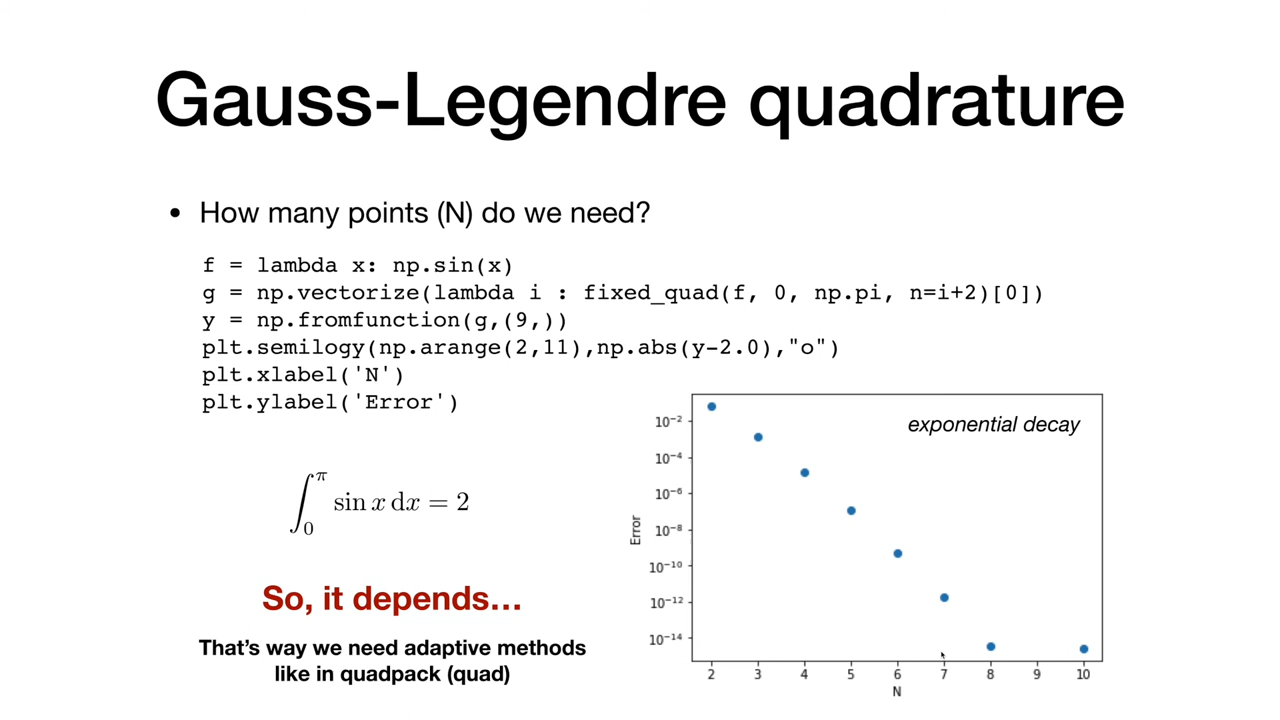 Gauss-Legendre quadrature
• How many points (N) do we need?
f = lambda x: np.sin(x)
g = np.vectorize(lambda i : fixed_quad(f, 0, np.pi, n=i+2)[0])
y = np.fromfunction(g,(9,))
plt.semilogy(np.arange(2,11),np.abs(y-2.0),"o")
plt.xlabel('N')
plt.ylabel('Error')
∫₀^π sin x dx = 2
So, it depends…
That’s way we need adaptive methods
like in quadpack (quad)
exponential decay
10⁻²
10⁻⁴
10⁻⁶
10⁻⁸
10⁻¹⁰
10⁻¹²
10⁻¹⁴
Error
2 3 4 5 6 7 8 9 10
N